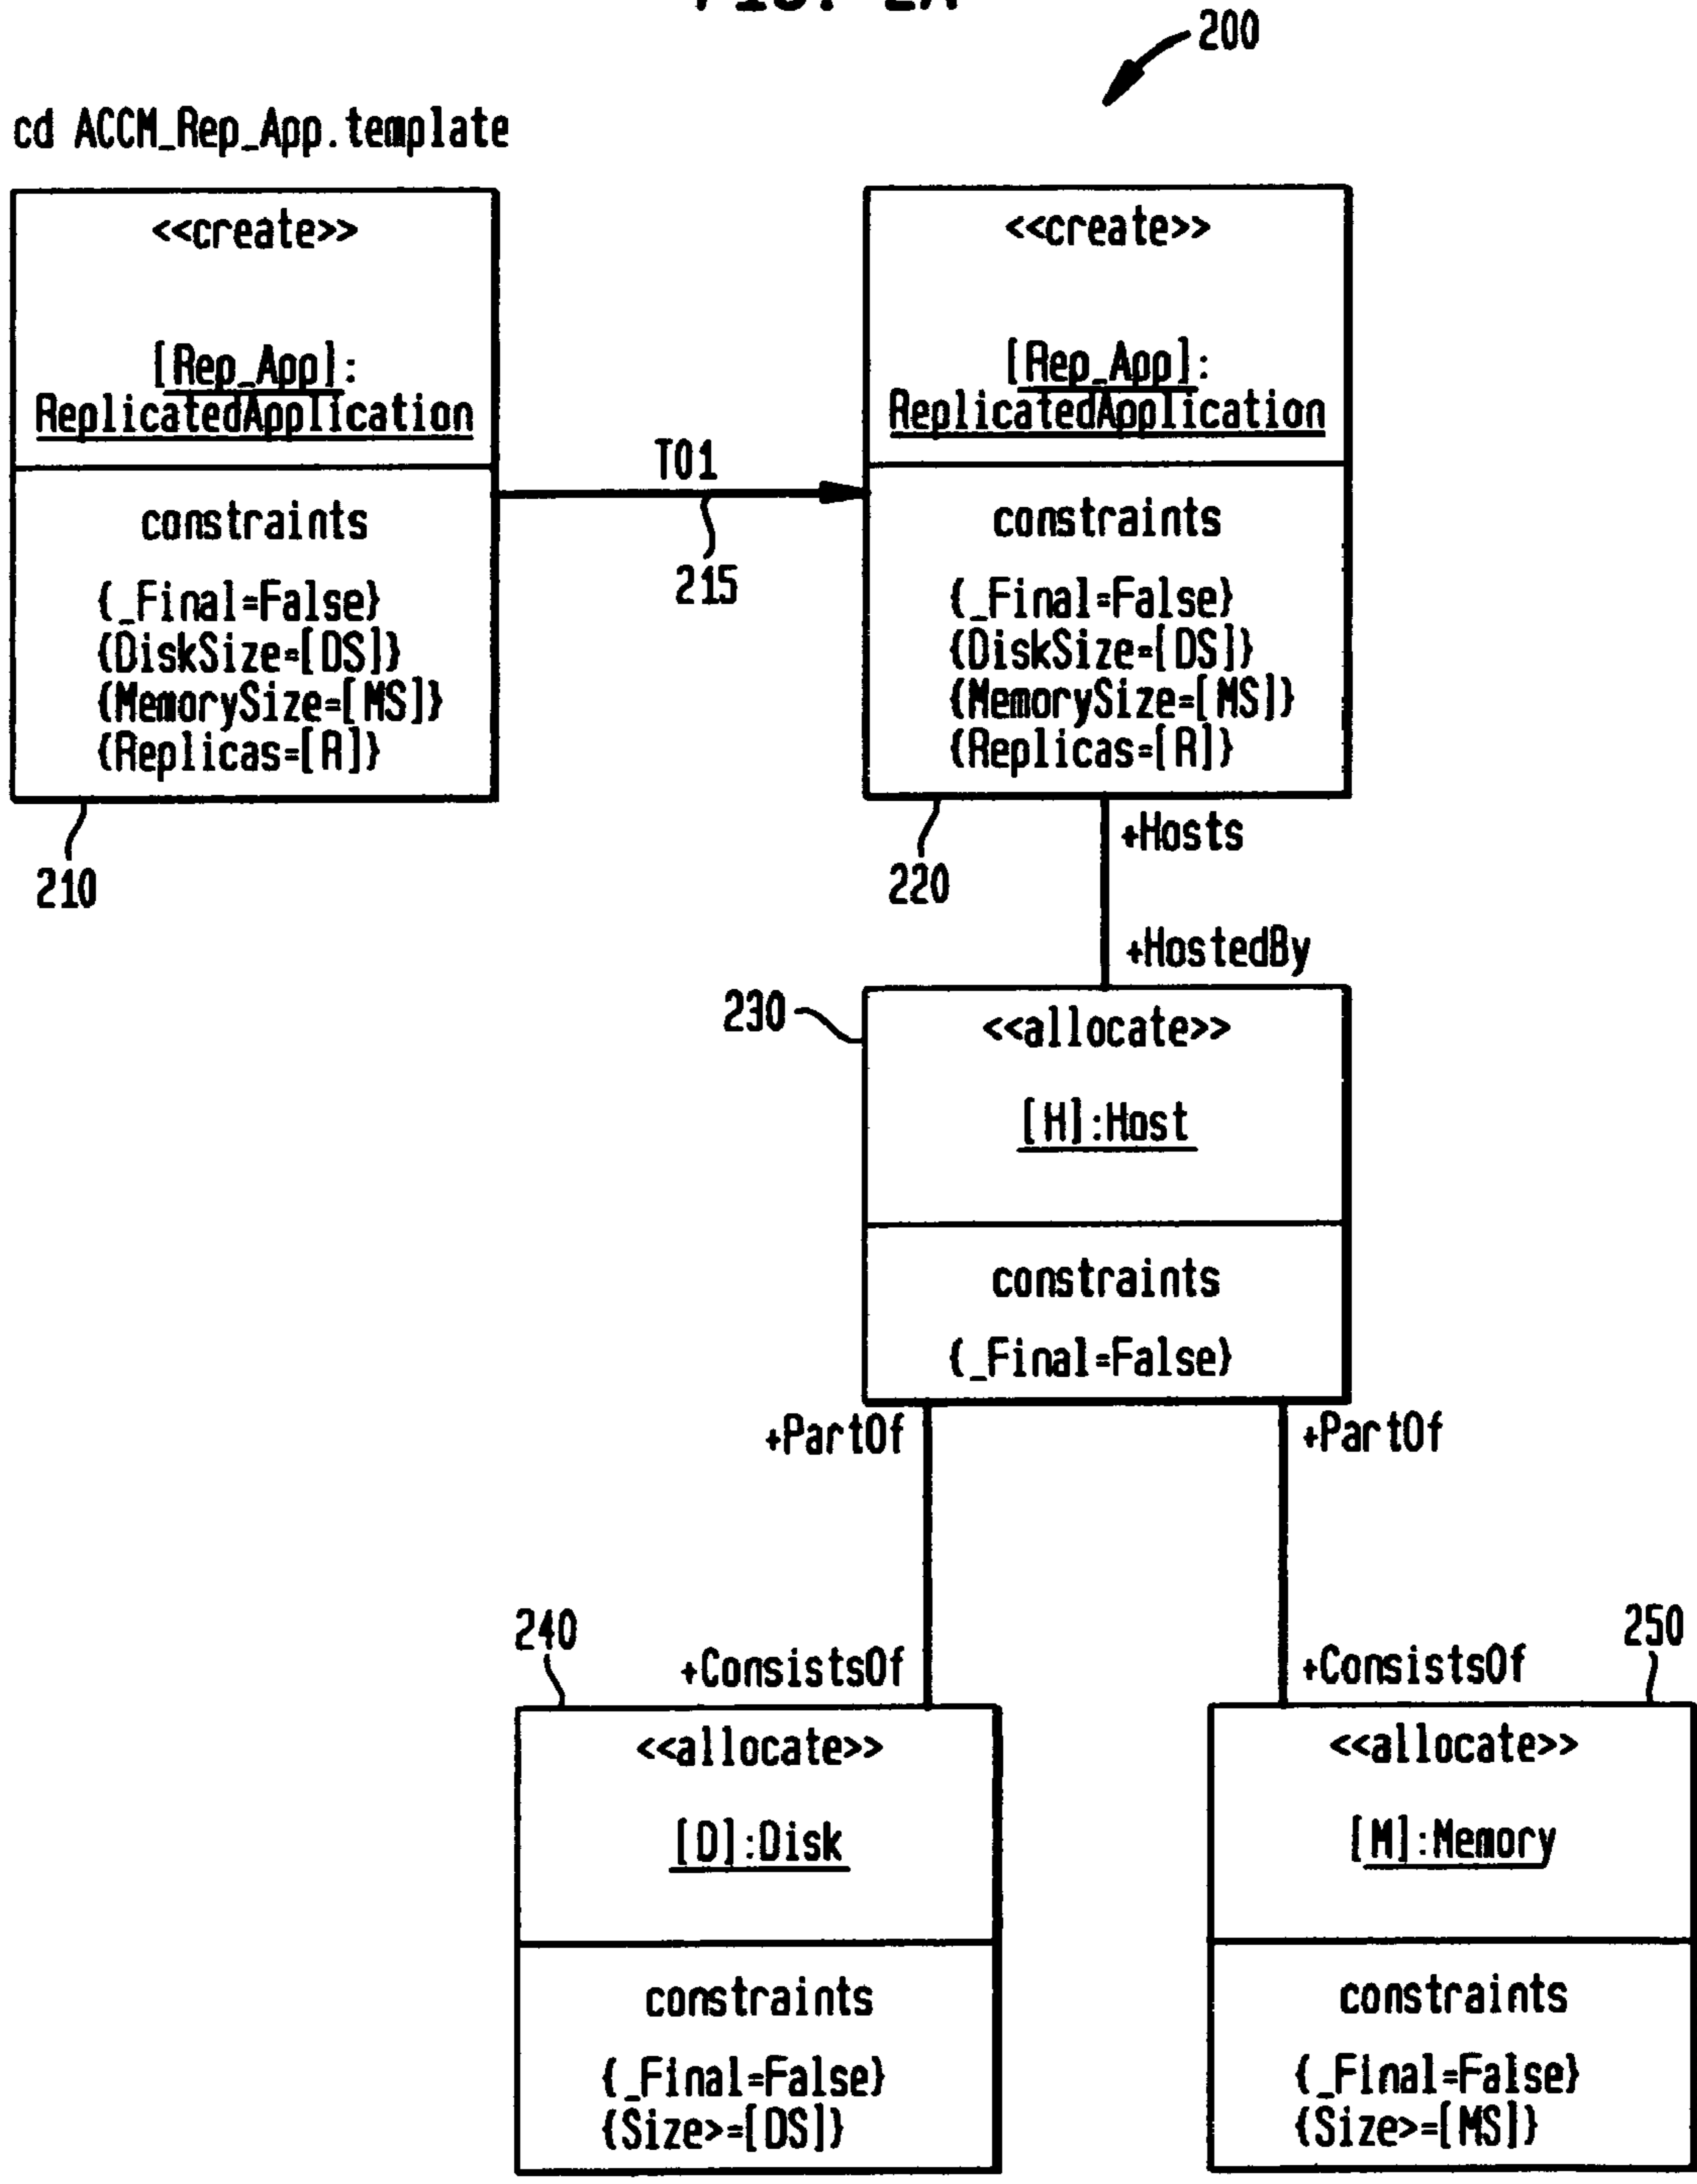 200
cd ACCM_Rep_App.template
<<create>>
[Rep_App]:
ReplicatedApplication
constraints
{_Final=False}
{DiskSize=[DS]}
{MemorySize=[MS]}
{Replicas=[R]}
210
T01
215
<<create>>
[Rep_App]:
ReplicatedApplication
constraints
{_Final=False}
{DiskSize=[DS]}
{MemorySize=[MS]}
{Replicas=[R]}
220
+Hosts
+HostedBy
230
<<allocate>>
[H]:Host
constraints
{_Final=False}
+PartOf
+PartOf
240
+ConsistsOf
+ConsistsOf
250
<<allocate>>
[D]:Disk
constraints
{_Final=False}
{Size>=[DS]}
<<allocate>>
[M]:Memory
constraints
{_Final=False}
{Size>=[MS]}